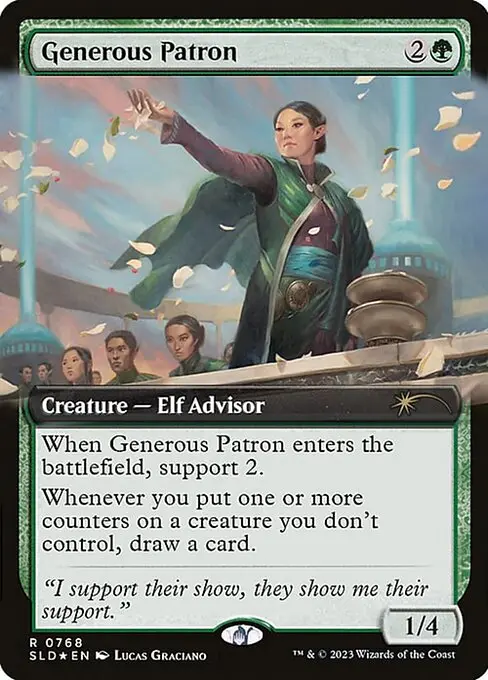 Generous Patron 2
Creature — Elf Advisor
When Generous Patron enters the
battlefield, support 2.
Whenever you put one or more
counters on a creature you don’t
control, draw a card.
“I support their show, they show me their
support.”
1/4
R 0768
SLD★EN Lucas Graciano
™ & © 2023 Wizards of the Coast